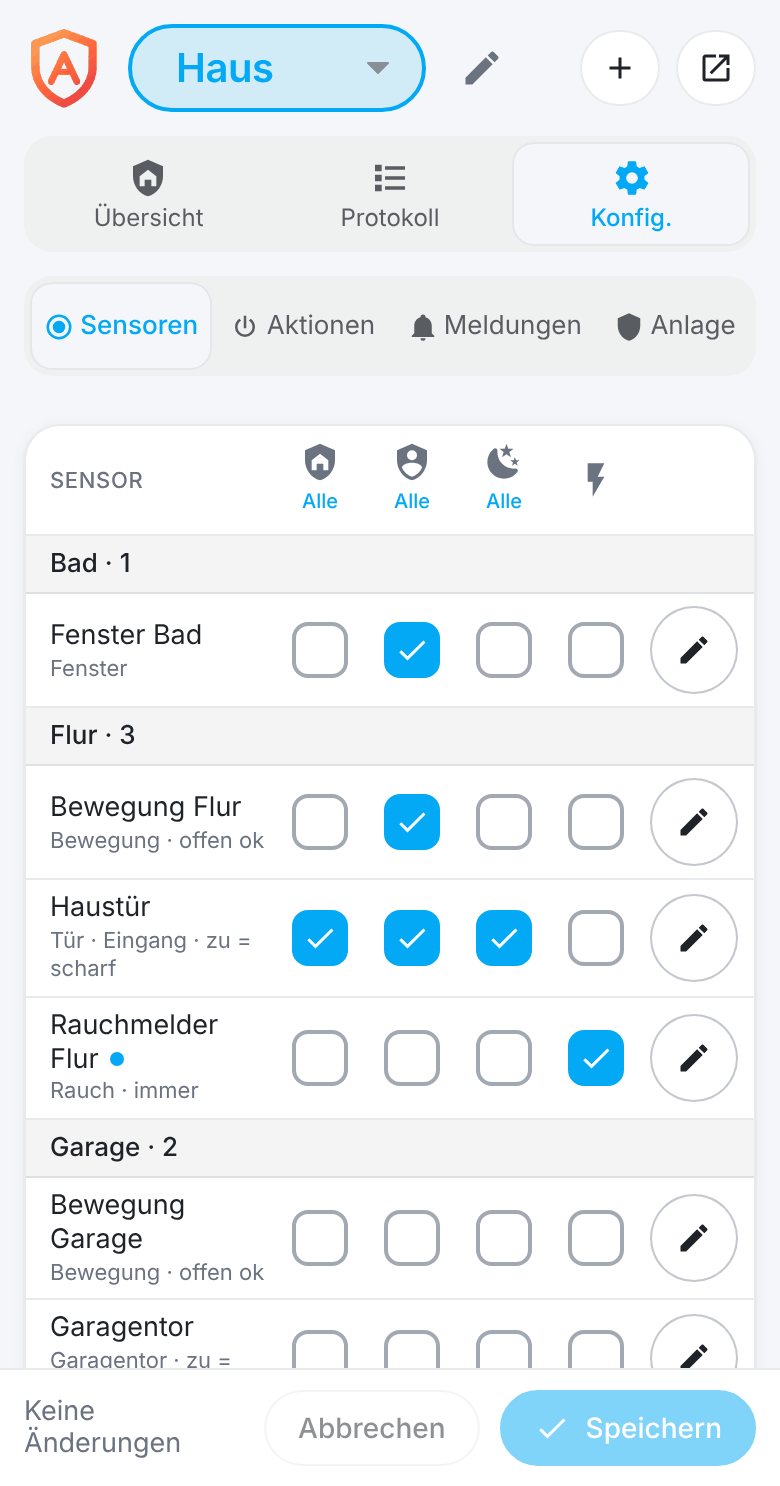 Haus
Übersicht
Protokoll
Konfig.
Sensoren
Aktionen
Meldungen
Anlage
SENSOR
Alle
Alle
Alle
Bad · 1
Fenster Bad
Fenster
Flur · 3
Bewegung Flur
Bewegung · offen ok
Haustür
Tür · Eingang · zu =
scharf
Rauchmelder
Flur
Rauch · immer
Garage · 2
Bewegung
Garage
Bewegung · offen ok
Garagentor
Garagentor · zu =
Keine
Änderungen
Abbrechen
Speichern